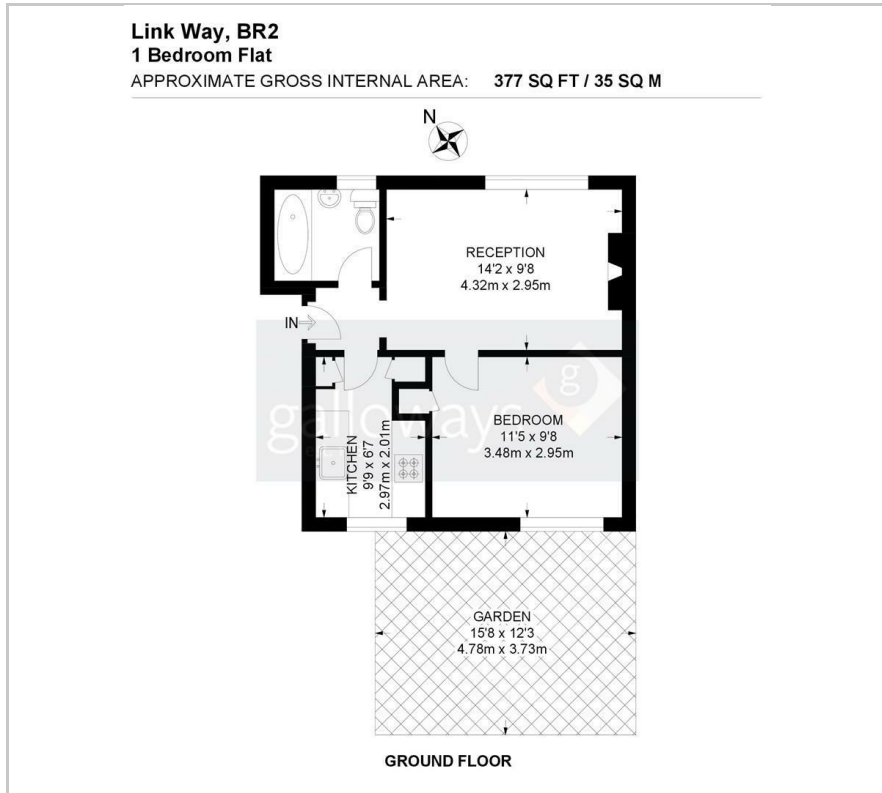 Link Way, BR2
1 Bedroom Flat
APPROXIMATE GROSS INTERNAL AREA: 377 SQ FT / 35 SQ M
N
RECEPTION
14'2 x 9'8
4.32m x 2.95m
IN
galloways
g
BEDROOM
11'5 x 9'8
3.48m x 2.95m
KITCHEN
9'9 x 6'7
2.97m x 2.01m
GARDEN
15'8 x 12'3
4.78m x 3.73m
GROUND FLOOR